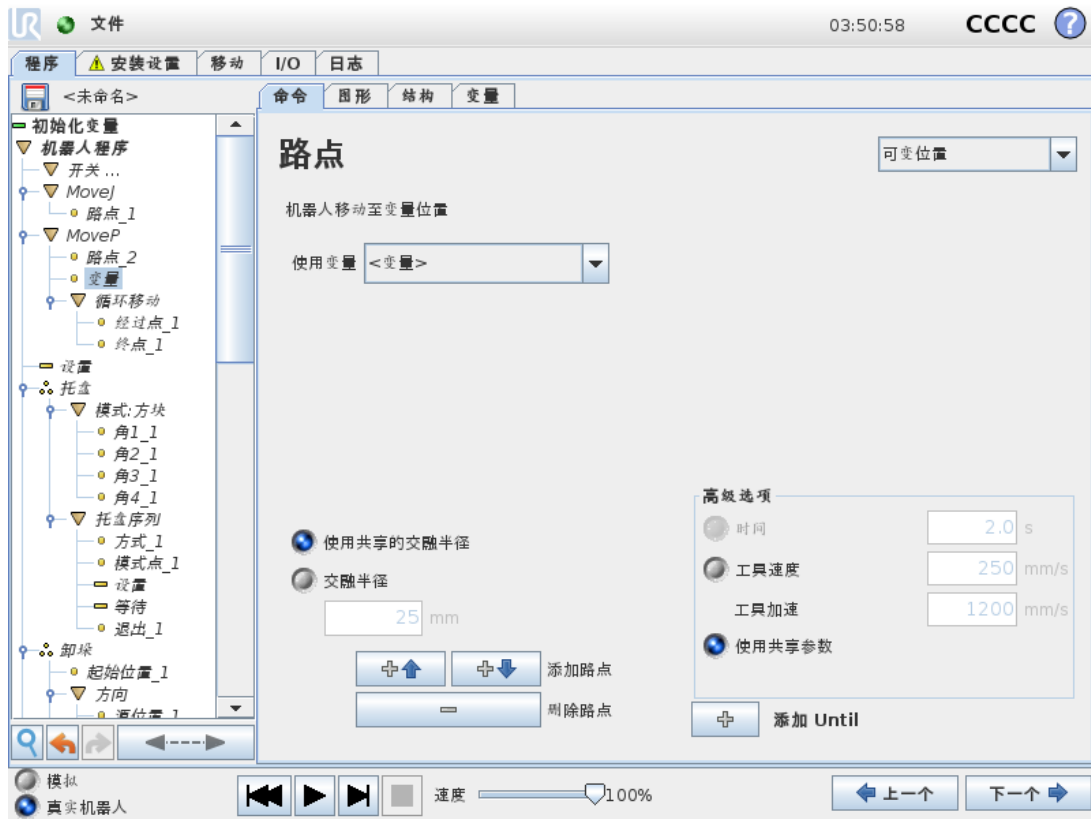 UR 文件 03:50:58 CCCC ?
程序 安装设置 移动 I/O 日志
<未命名>
命令 图形 结构 变量
初始化变量
机器人程序
开关 ...
MoveJ
路点_1
MoveP
路点_2
变量
循环移动
经过点_1
终点_1
设置
托盘
模式:方块
角1_1
角2_1
角3_1
角4_1
托盘序列
方式_1
模式点_1
设置
等待
退出_1
卸垛
起始位置_1
方向
源位置_1
路点
可变位置
机器人移动至变量位置
使用变量 <变量>
使用共享的交融半径
交融半径
25 mm
添加路点
删除路点
高级选项
时间 2.0 s
工具速度 250 mm/s
工具加速 1200 mm/s
使用共享参数
添加 Until
模拟
真实机器人
速度 100%
上一个 下一个